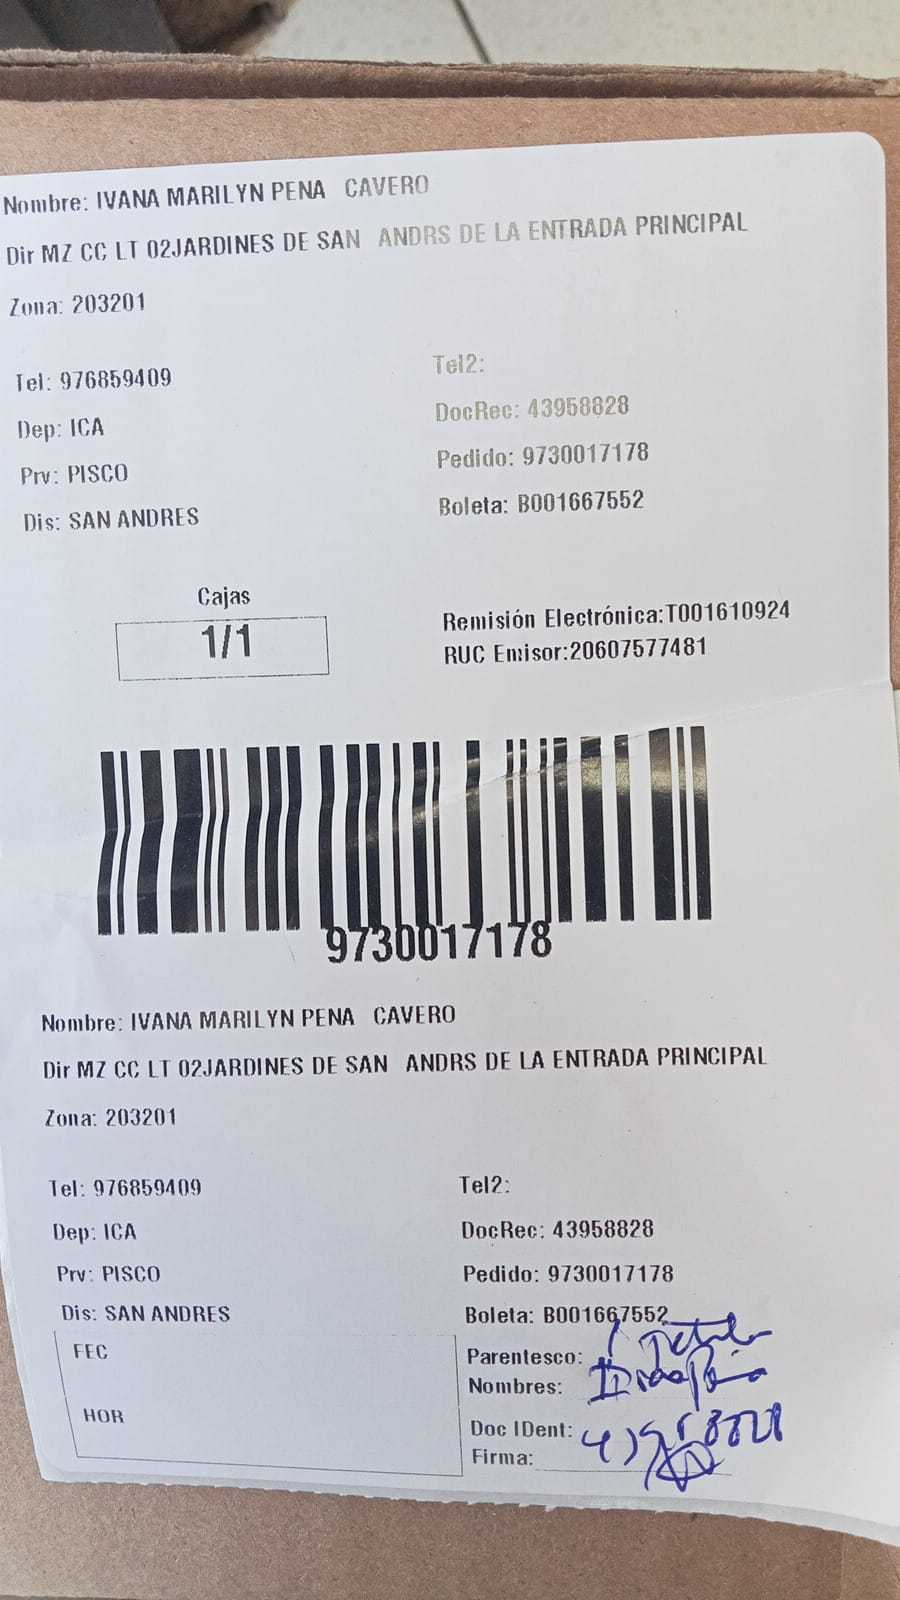 Nombre: IVANA MARILYN PENA CAVERO
Dir MZ CC LT 02JARDINES DE SAN ANDRS DE LA ENTRADA PRINCIPAL
Zona: 203201
Tel: 976859409
Tel2:
Dep: ICA
DocRec: 43958828
Prv: PISCO
Pedido: 9730017178
Dis: SAN ANDRES
Boleta: B001667552
Cajas
1/1
Remisión Electrónica:T001610924
RUC Emisor:20607577481
9730017178
Nombre: IVANA MARILYN PENA CAVERO
Dir MZ CC LT 02JARDINES DE SAN ANDRS DE LA ENTRADA PRINCIPAL
Zona: 203201
Tel: 976859409
Tel2:
Dep: ICA
DocRec: 43958828
Prv: PISCO
Pedido: 9730017178
Dis: SAN ANDRES
Boleta: B001667552
FEC
Parentesco:
Nombres:
HOR
Doc IDent:
Firma: